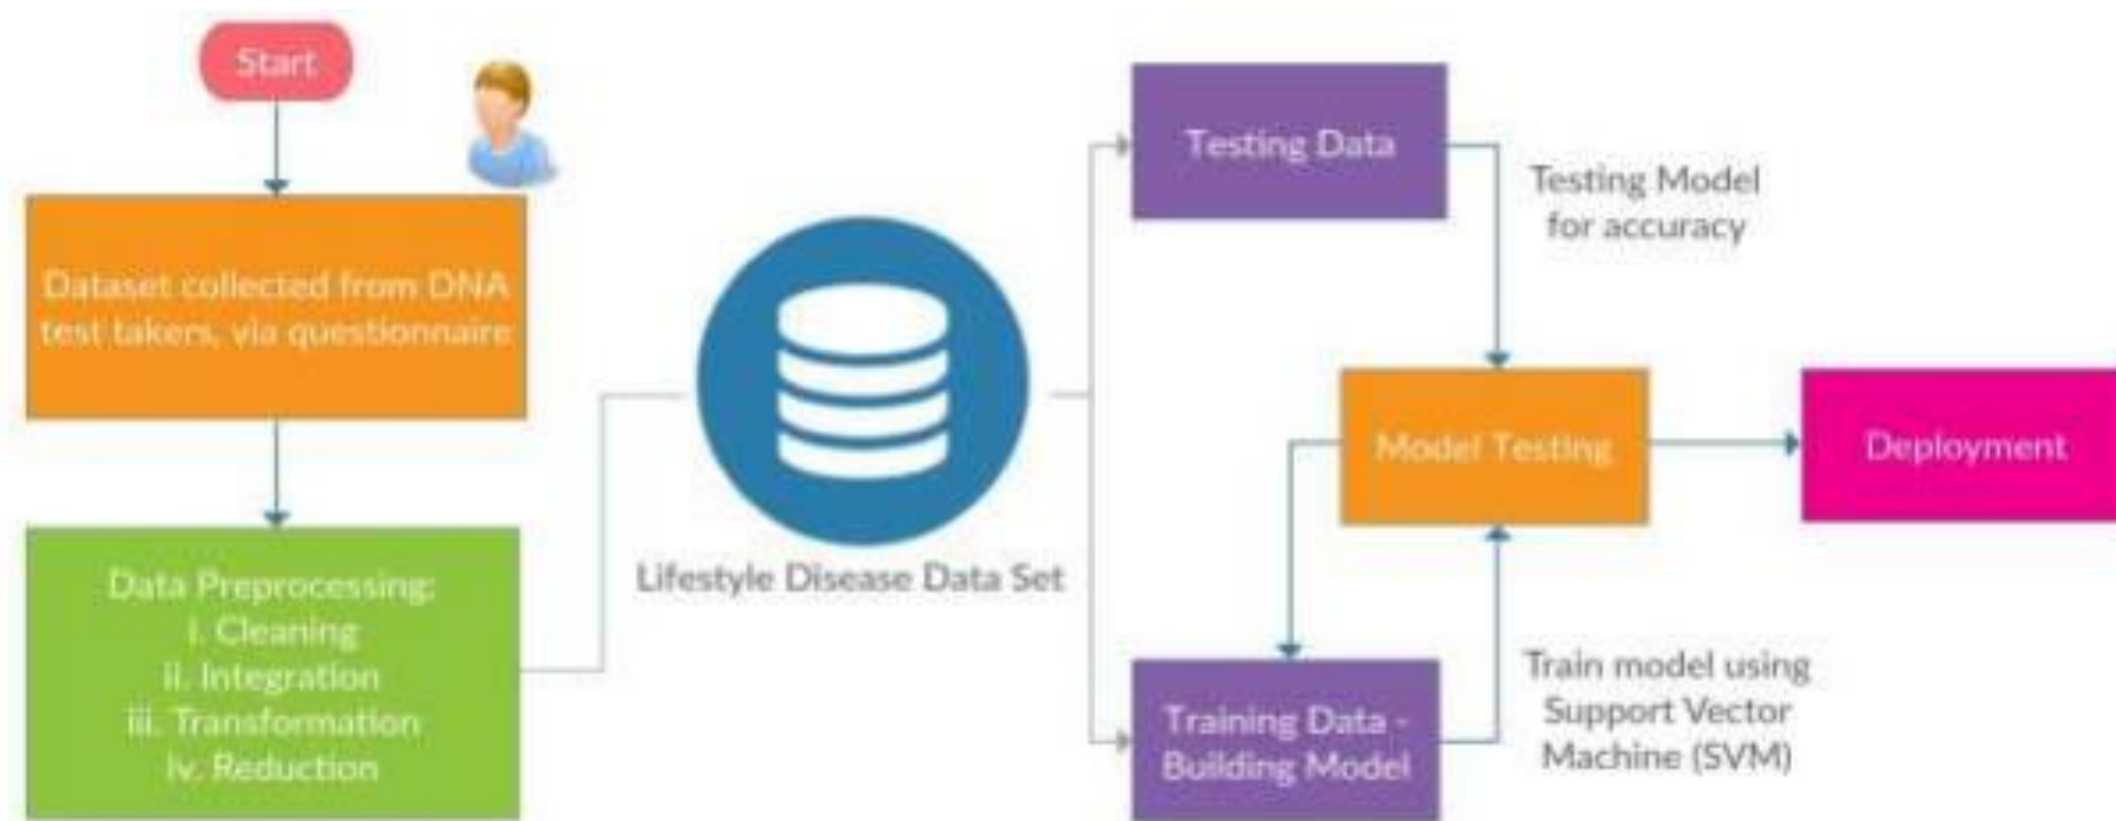 Start
Dataset collected from DNA
test takers, via questionnaire
Data Preprocessing:
i. Cleaning
ii. Integration
iii. Transformation
iv. Reduction
Lifestyle Disease Data Set
Testing Data
Testing Model
for accuracy
Model Testing
Deployment
Training Data -
Building Model
Train model using
Support Vector
Machine (SVM)